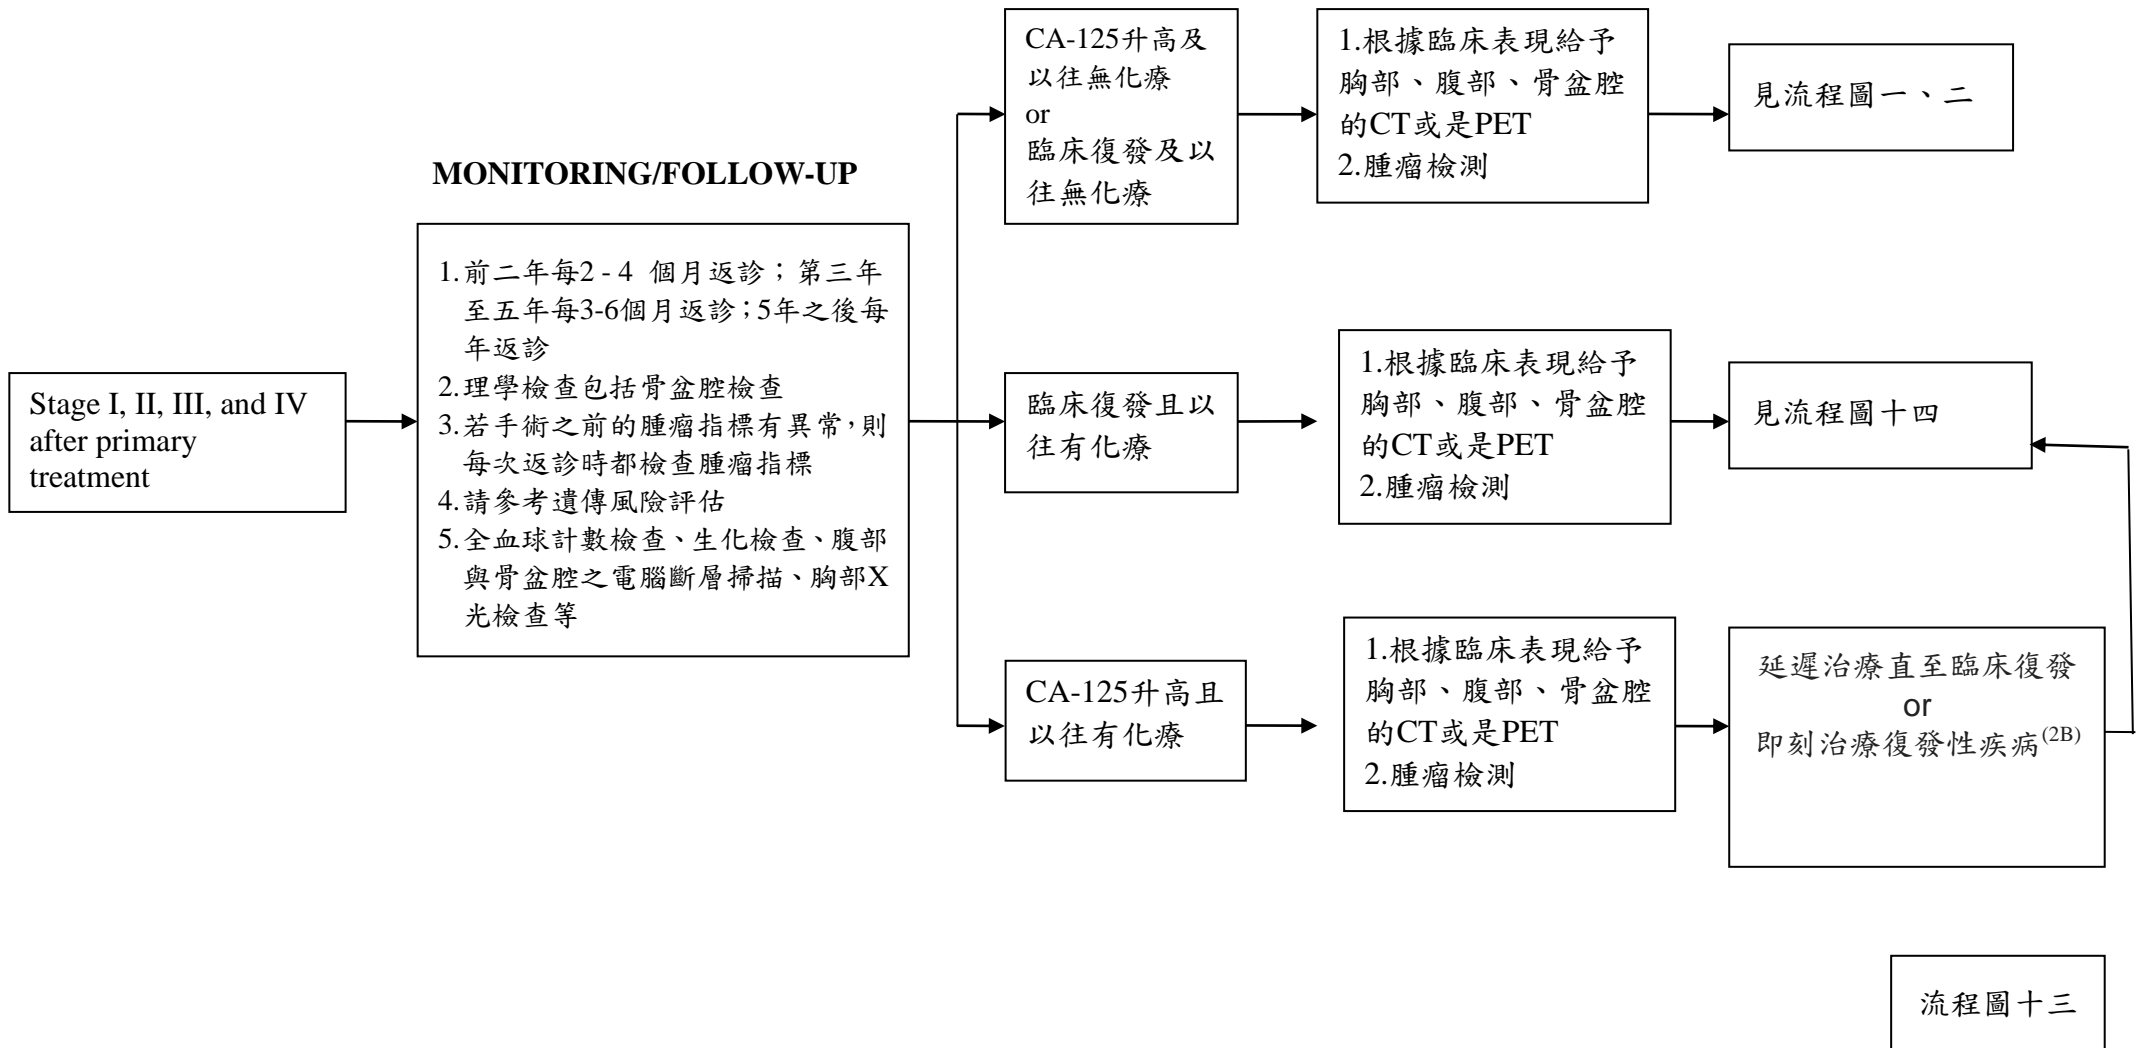 Stage I, II, III, and IV
after primary
treatment
MONITORING/FOLLOW-UP
1.前二年每2 - 4 個月返診；第三年
至五年每3-6個月返診；5年之後每
年返診
2.理學檢查包括骨盆腔檢查
3.若手術之前的腫瘤指標有異常，則
每次返診時都檢查腫瘤指標
4.請參考遺傳風險評估
5.全血球計數檢查、生化檢查、腹部
與骨盆腔之電腦斷層掃描、胸部X
光檢查等
CA-125升高及
以往無化療
or
臨床復發及以
往無化療
1.根據臨床表現給予
胸部、腹部、骨盆腔
的CT或是PET
2.腫瘤檢測
見流程圖一、二
臨床復發且以
往有化療
1.根據臨床表現給予
胸部、腹部、骨盆腔
的CT或是PET
2.腫瘤檢測
見流程圖十四
CA-125升高且
以往有化療
1.根據臨床表現給予
胸部、腹部、骨盆腔
的CT或是PET
2.腫瘤檢測
延遲治療直至臨床復發
or
即刻治療復發性疾病(2B)
流程圖十三